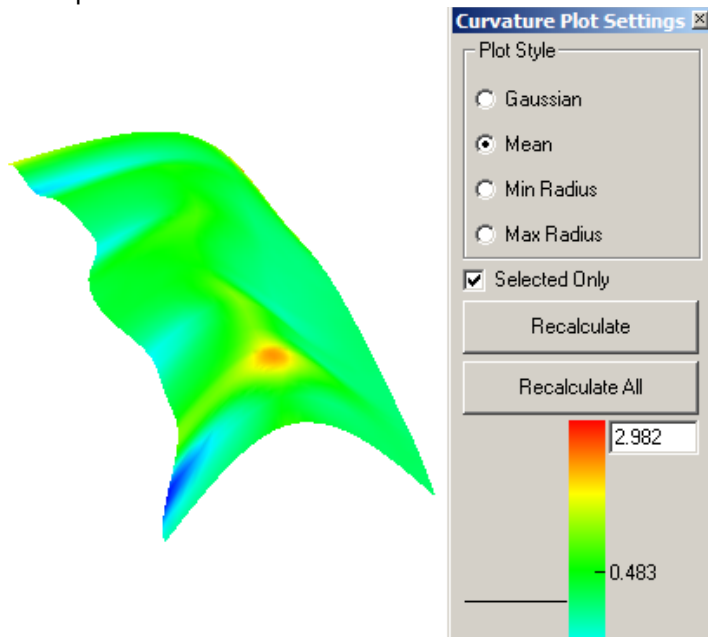 Curvature Plot Settings
Plot Style
Gaussian
Mean
Min Radius
Max Radius
Selected Only
Recalculate
Recalculate All
2.982
0.483